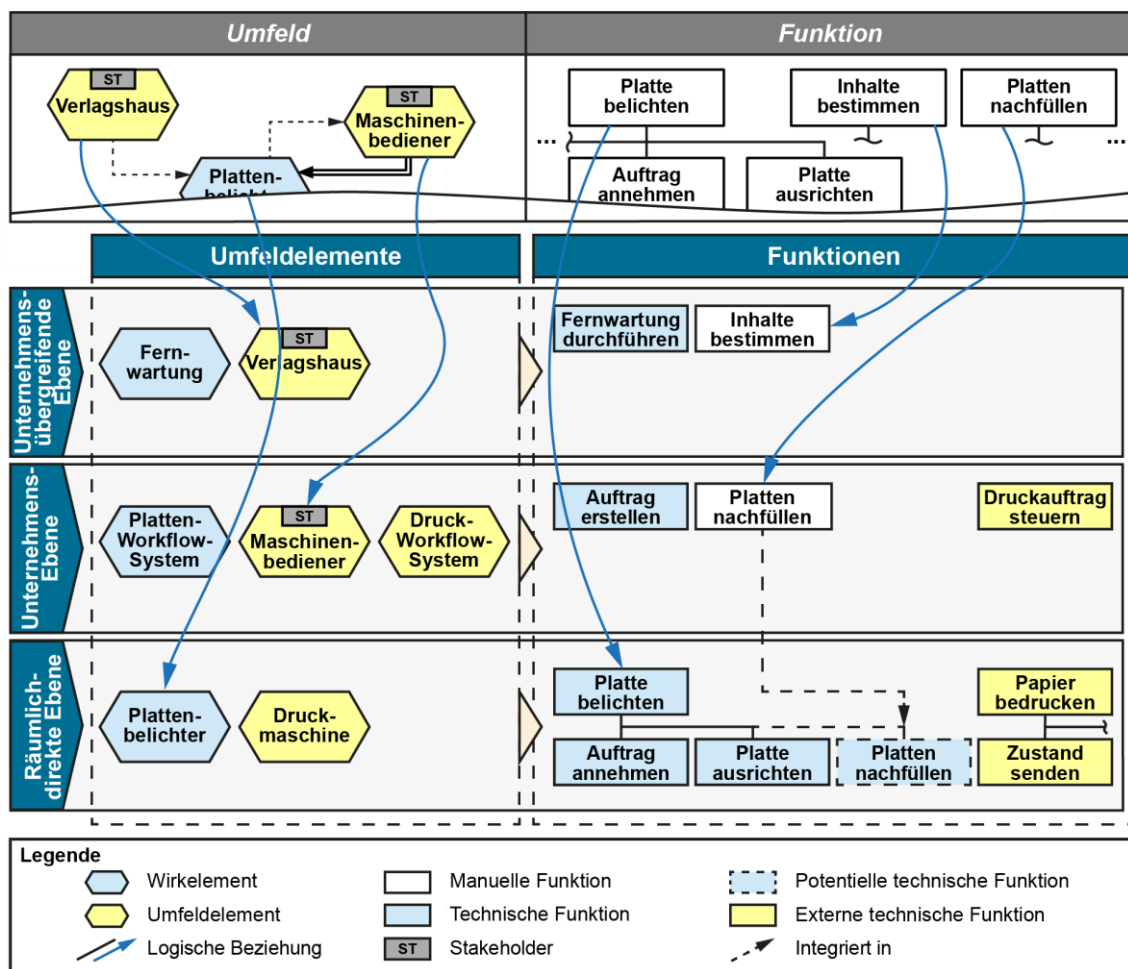 Umfeld
Funktion
ST
Verlagshaus
ST
Maschinen-
bediener
Platten-
belicht
Platte
belichten
Inhalte
bestimmen
Platten
nachfüllen
...
...
Auftrag
annehmen
Platte
ausrichten
Umfeldelemente
Funktionen
Unternehmens-
übergreifende
Ebene
Fern-
wartung
ST
Verlagshaus
Fernwartung
durchführen
Inhalte
bestimmen
Unternehmens-
Ebene
Platten-
Workflow-
System
ST
Maschinen-
bediener
Druck-
Workflow-
System
Auftrag
erstellen
Platten
nachfüllen
Druckauftrag
steuern
Räumlich-
direkte Ebene
Platten-
belichter
Druck-
maschine
Platte
belichten
Papier
bedrucken
Auftrag
annehmen
Platte
ausrichten
Platten
nachfüllen
Zustand
senden
Legende
Wirkelement
Manuelle Funktion
Potentielle technische Funktion
Umfeldelement
Technische Funktion
Externe technische Funktion
Logische Beziehung
ST
Stakeholder
Integriert in